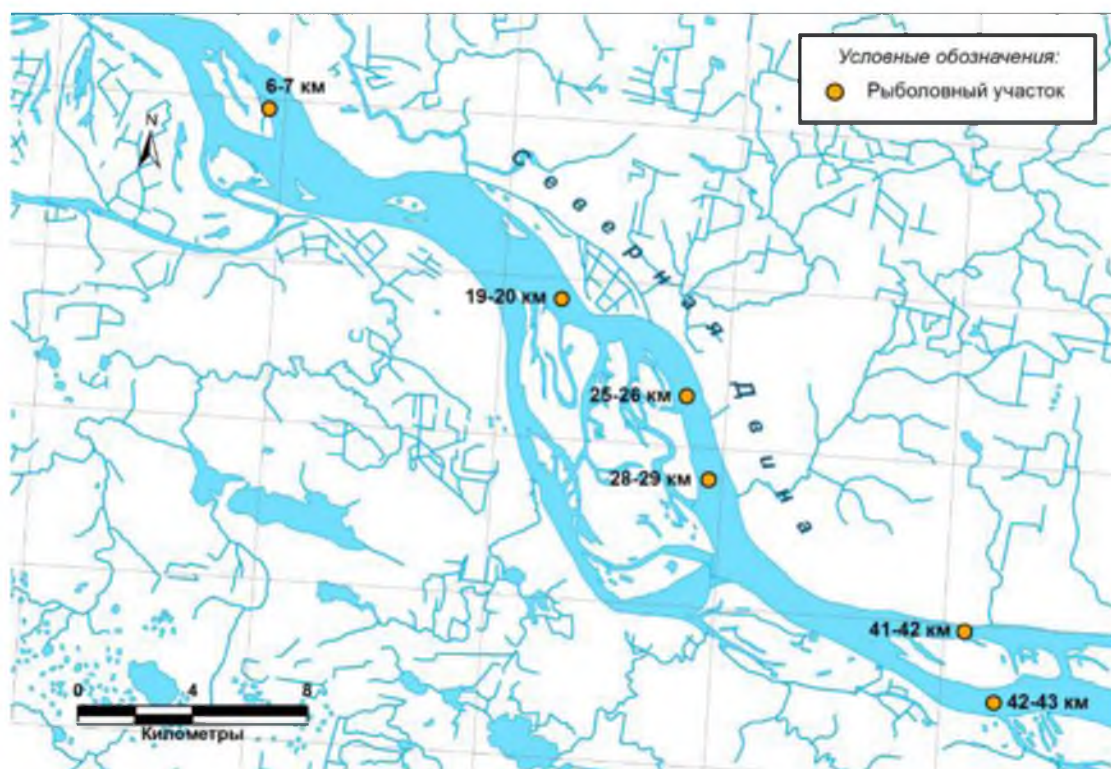 Условные обозначения:
Рыболовный участок
6-7 км
N
Северная Двина
19-20 км
25-26 км
28-29 км
41-42 км
42-43 км
0 4 8
Километры